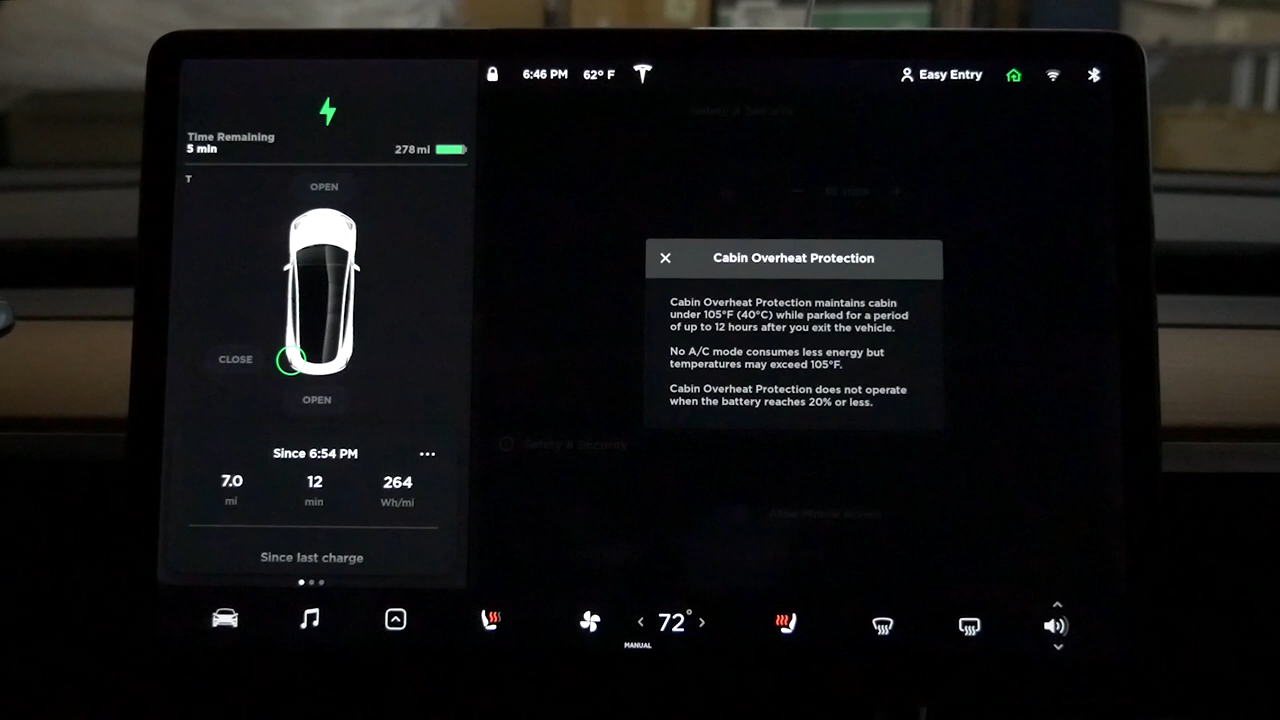 6:46 PM 62° F Easy Entry
Time Remaining
5 min 278 mi
T
OPEN
CLOSE
OPEN
Since 6:54 PM
7.0 12 264
mi min Wh/mi
Since last charge
Safety & Security
Cabin Overheat Protection
Cabin Overheat Protection maintains cabin
under 105°F (40°C) while parked for a period
of up to 12 hours after you exit the vehicle.
No A/C mode consumes less energy but
temperatures may exceed 105°F.
Cabin Overheat Protection does not operate
when the battery reaches 20% or less.
Safety & Security
72°
MANUAL